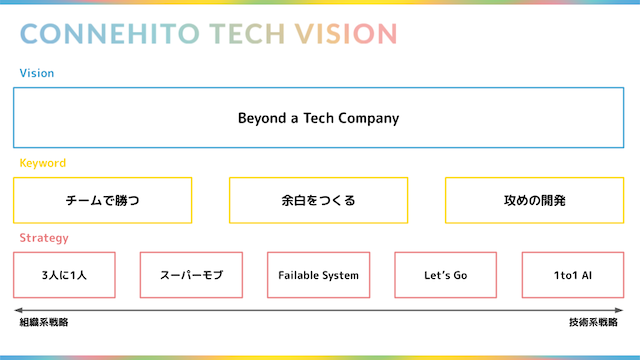 CONNEHITO TECH VISION
Vision
Beyond a Tech Company
Keyword
チームで勝つ
余白をつくる
攻めの開発
Strategy
3人に1人
スーパーモブ
Failable System
Let's Go
1to1 AI
組織系戦略
技術系戦略